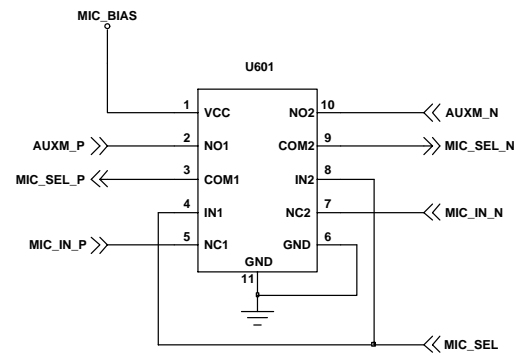 MIC_BIAS
U601
1 VCC NO2 10 AUXM_N
AUXM_P 2 NO1 COM2 9 MIC_SEL_N
MIC_SEL_P 3 COM1 IN2 8
4 IN1 NC2 7 MIC_IN_N
MIC_IN_P 5 NC1 GND 6
GND
11
MIC_SEL